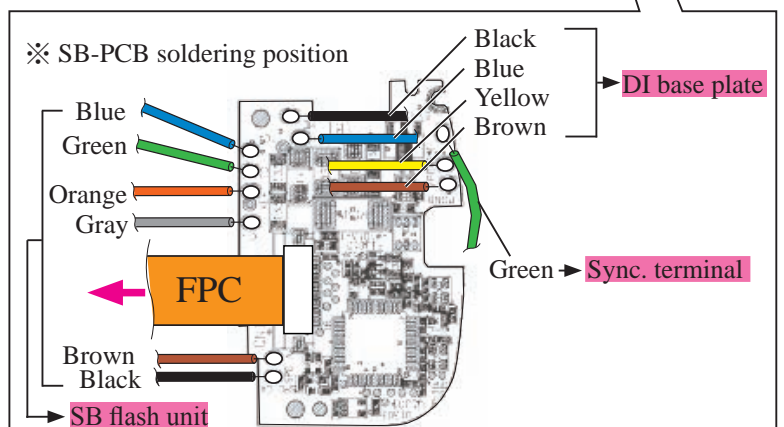 ※ SB-PCB soldering position
Black
Blue
Yellow
Brown
DI base plate
Blue
Green
Orange
Gray
FPC
Green
Sync. terminal
Brown
Black
SB flash unit